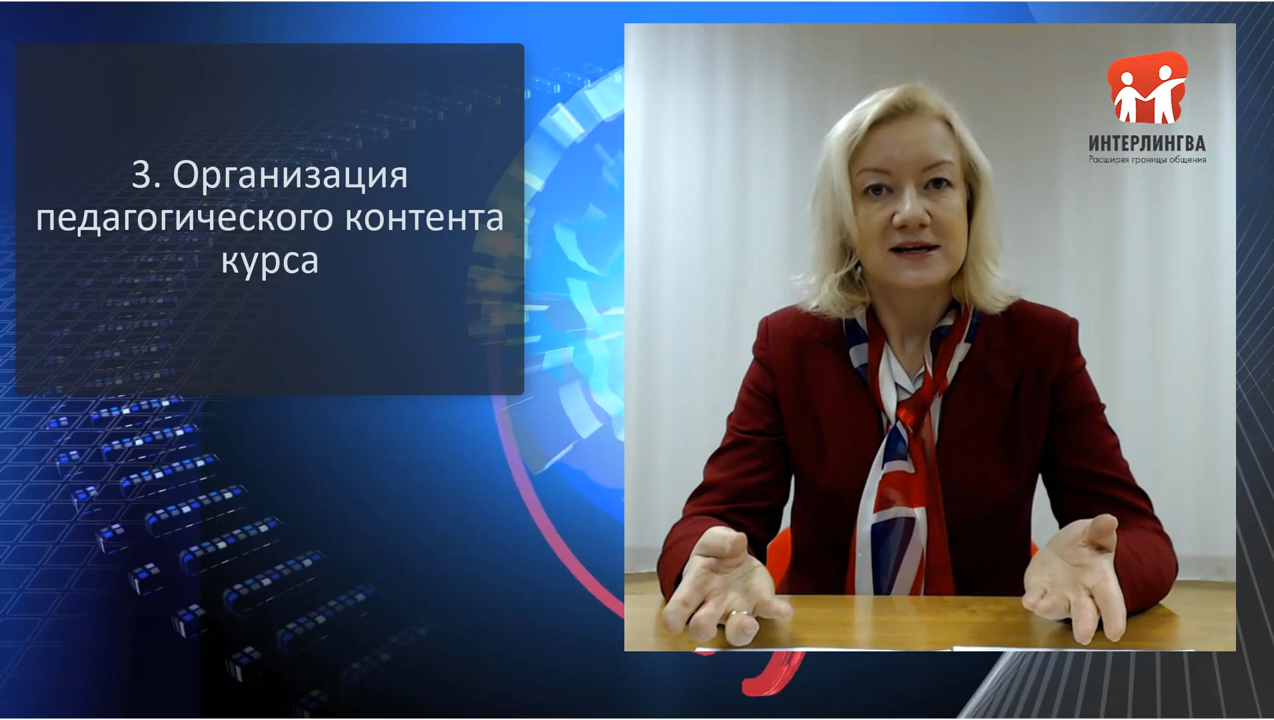 3. Организация
педагогического контента
курса
ИНТЕРЛИНГВА
Расширяя границы общения